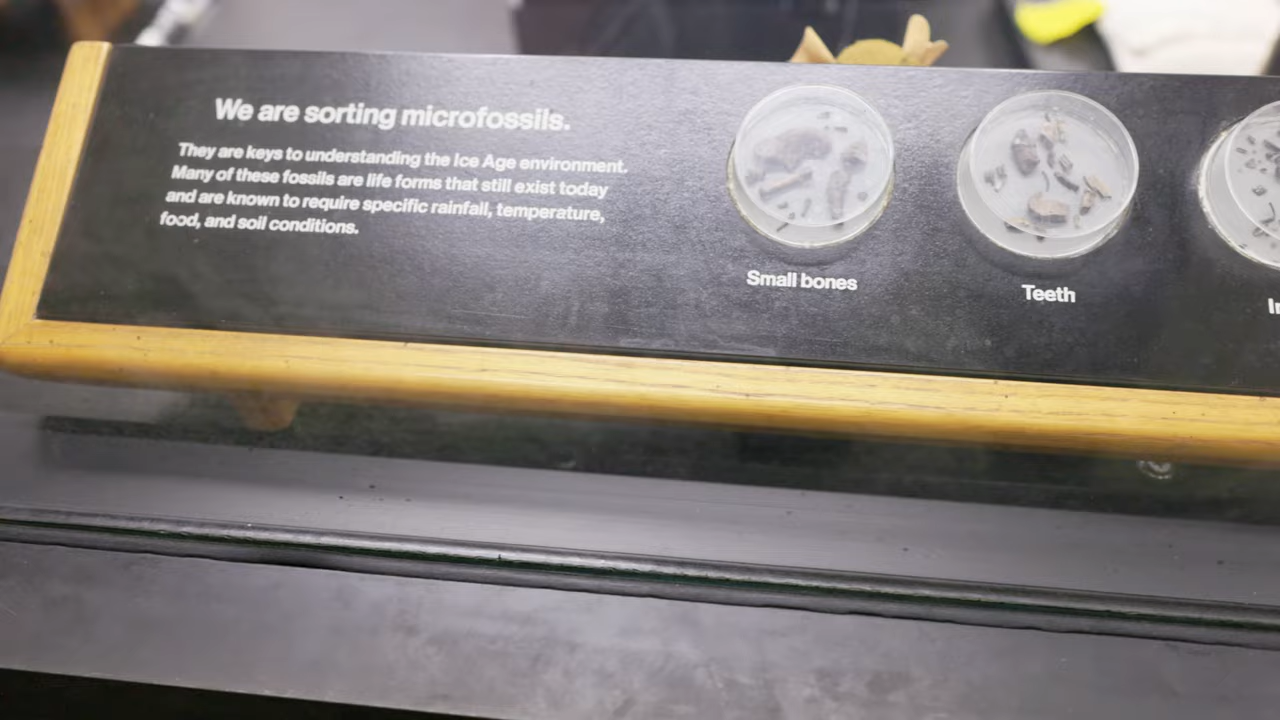 We are sorting microfossils.
They are keys to understanding the Ice Age environment.
Many of these fossils are life forms that still exist today
and are known to require specific rainfall, temperature,
food, and soil conditions.
Small bones
Teeth